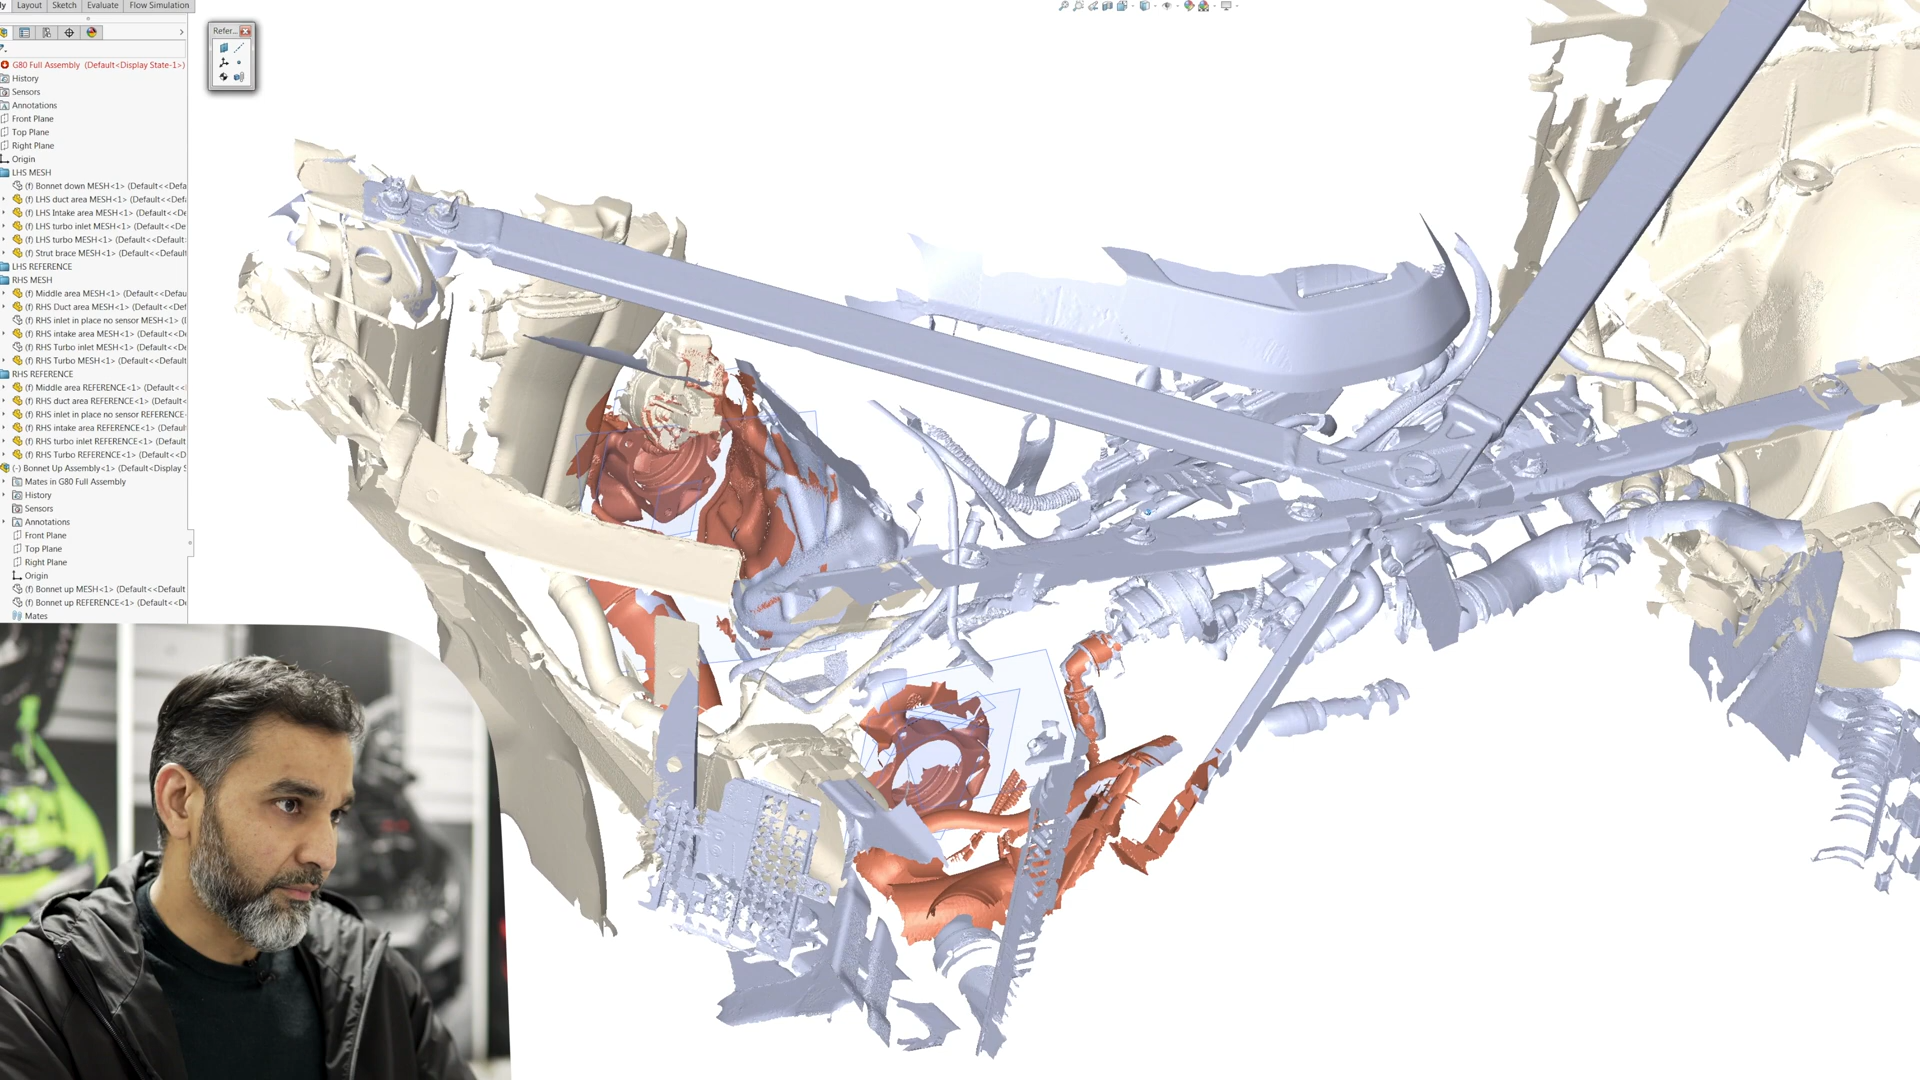 Layout Sketch Evaluate Flow Simulation
Refer...
G80 Full Assembly (Default<Display State-1>)
History
Sensors
Annotations
Front Plane
Top Plane
Right Plane
Origin
LHS MESH
(f) Bonnet down MESH<1> (Default<<Defa
(f) LHS duct area MESH<1> (Default<<Def
(f) LHS Intake area MESH<1> (Default<<De
(f) LHS turbo inlet MESH<1> (Default<<De
(f) LHS turbo MESH<1> (Default<<Default
(f) Strut brace MESH<1> (Default<<Default
LHS REFERENCE
RHS MESH
(f) Middle area MESH<1> (Default<<Defau
(f) RHS Duct area MESH<1> (Default<<Def
(f) RHS inlet in place no sensor MESH<1> (
(f) RHS intake area MESH<1> (Default<<De
(f) RHS Turbo inlet MESH<1> (Default<<De
(f) RHS Turbo MESH<1> (Default<<Default
RHS REFERENCE
(f) Middle area REFERENCE<1> (Default<<
(f) RHS duct area REFERENCE<1> (Default<
(f) RHS inlet in place no sensor REFERENCE
(f) RHS intake area REFERENCE<1> (Default
(f) RHS turbo inlet REFERENCE<1> (Default
(f) RHS Turbo REFERENCE<1> (Default<<De
(-) Bonnet Up Assembly<1> (Default<Display S
Mates in G80 Full Assembly
History
Sensors
Annotations
Front Plane
Top Plane
Right Plane
Origin
(f) Bonnet up MESH<1> (Default<<Default
(f) Bonnet up REFERENCE<1> (Default<<De
Mates